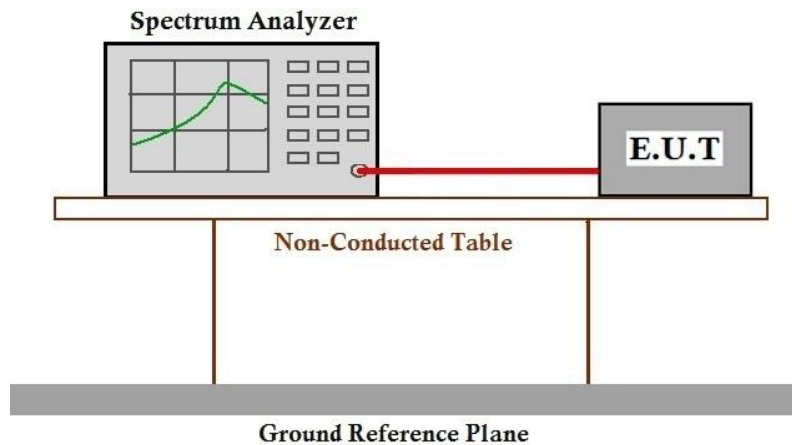 Spectrum Analyzer
E.U.T
Non-Conducted Table
Ground Reference Plane